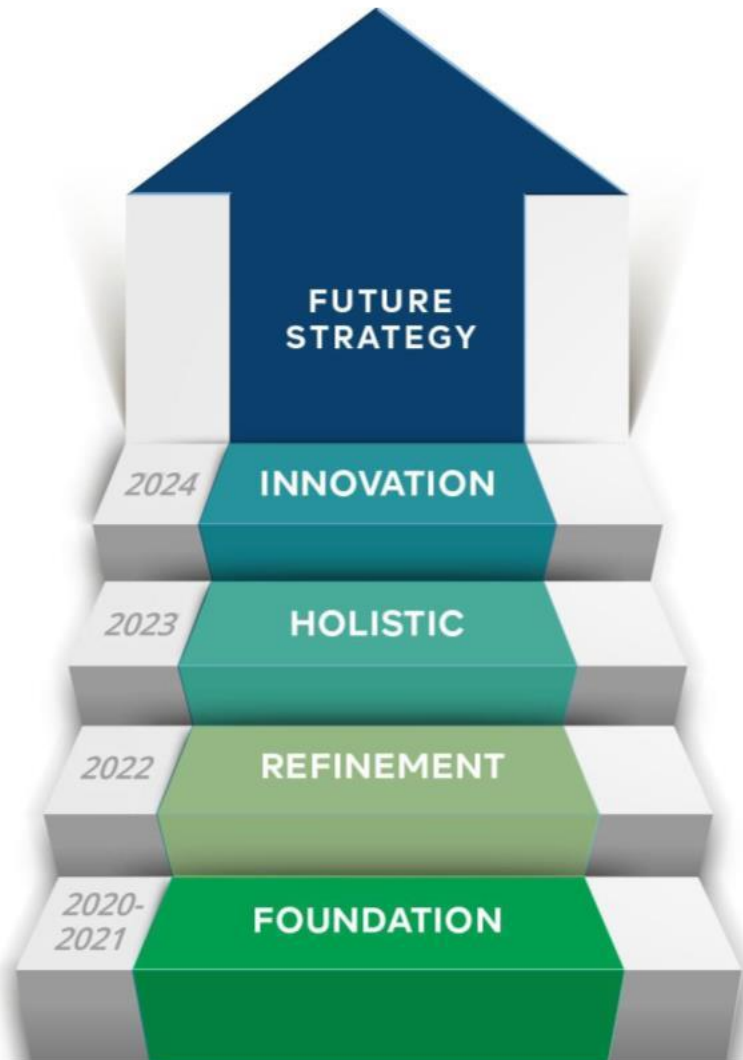 FUTURE
STRATEGY
2024
INNOVATION
2023
HOLISTIC
2022
REFINEMENT
2020-
2021
FOUNDATION